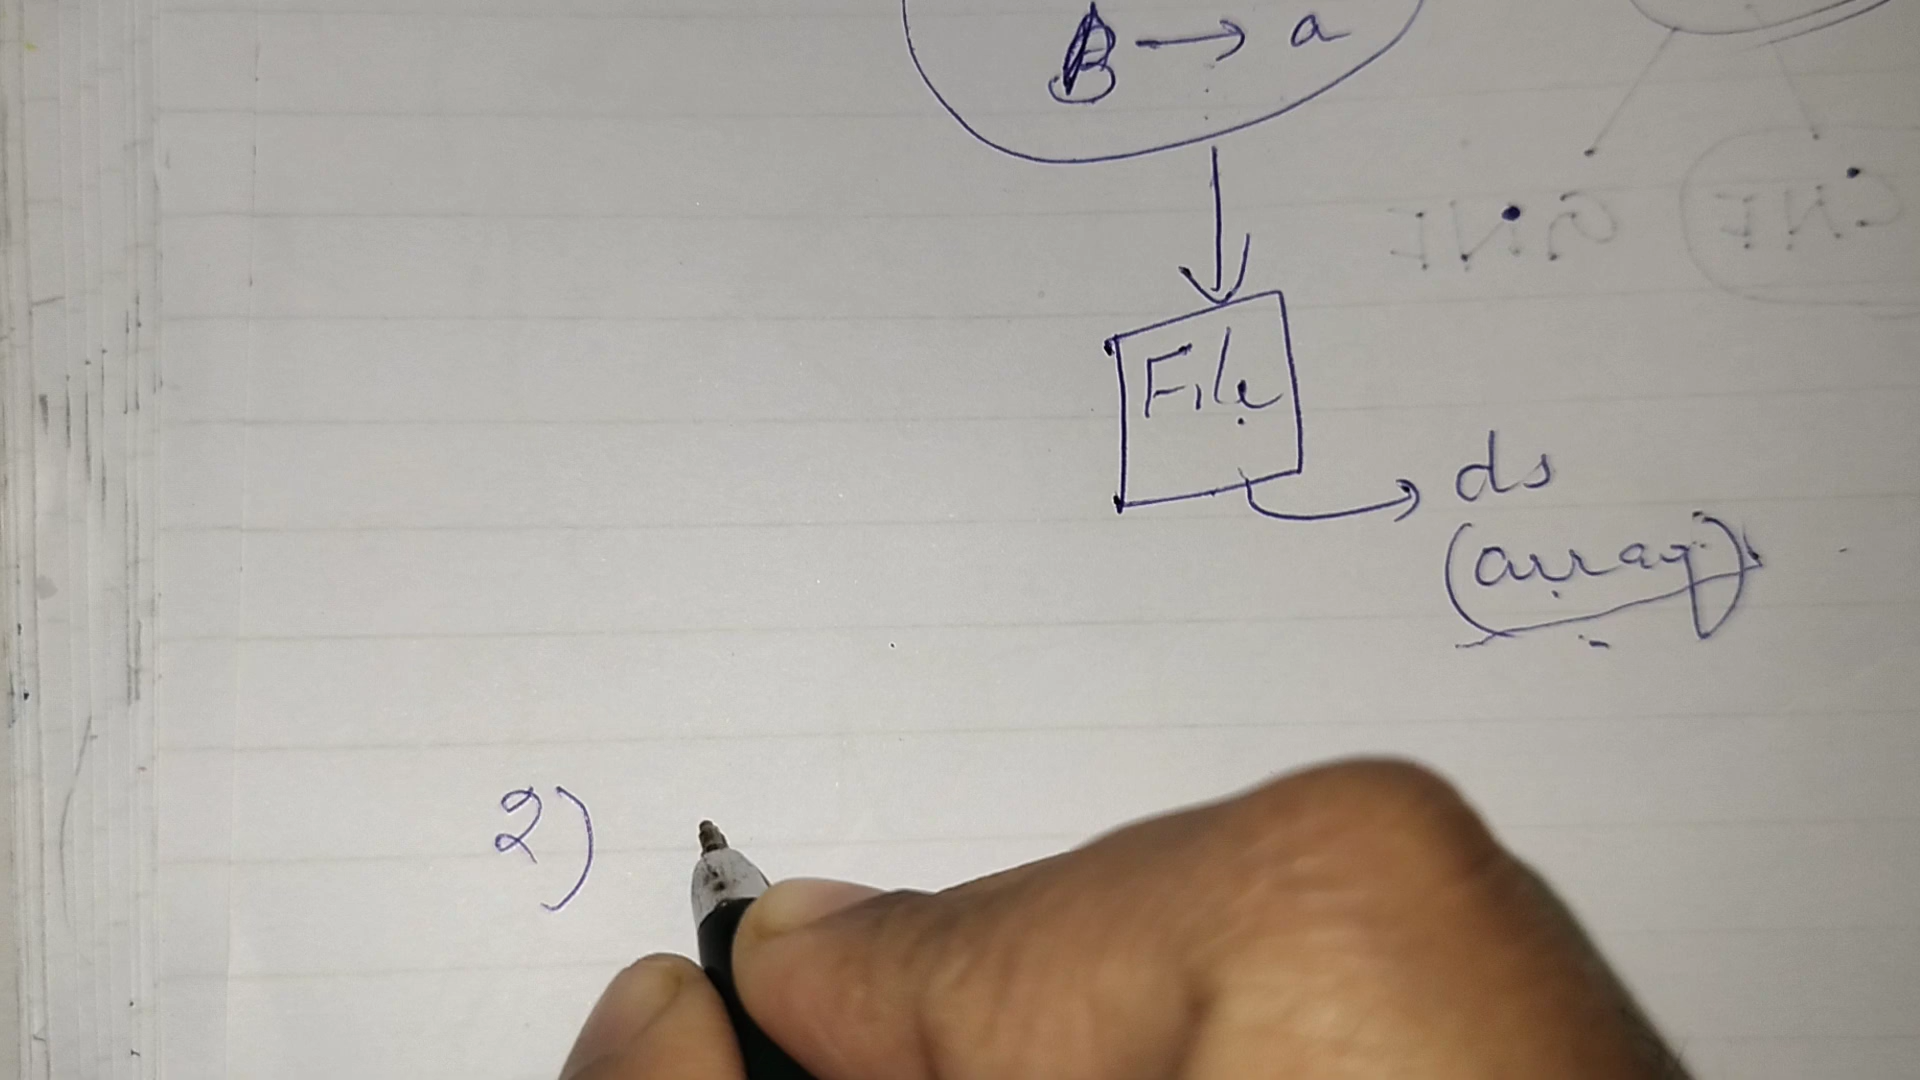 B → a
File
ds
(array)
2)